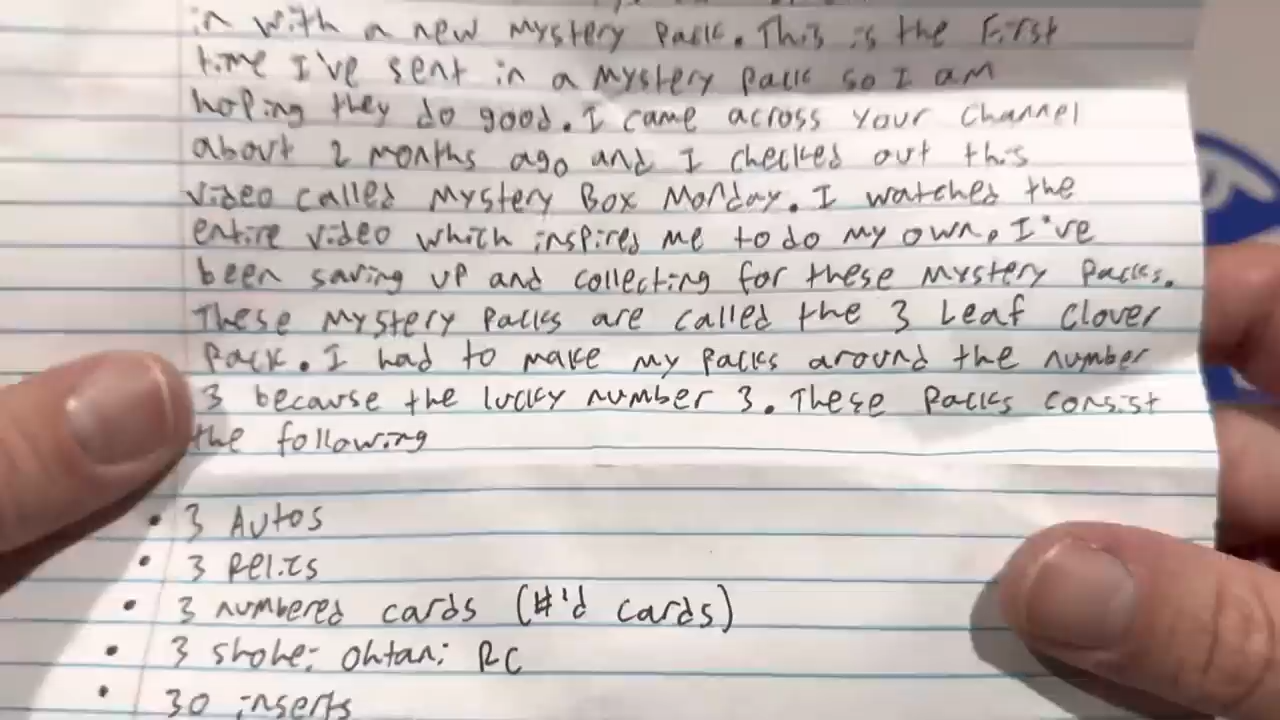 in with a new mystery pack. This is the first
time I've sent in a mystery pack so I am
hoping they do good. I came across your channel
about 2 months ago and I checked out this
video called Mystery Box Monday. I watched the
entire video which inspired me to do my own. I've
been saving up and collecting for these mystery packs.
These mystery packs are called the 3 Leaf Clover
Pack. I had to make my packs around the number
3 because the lucky number 3. These packs consist
the following
• 3 Autos
• 3 Relics
• 3 numbered cards (#'d cards)
• 3 shohei ohtani RC
• 30 inserts